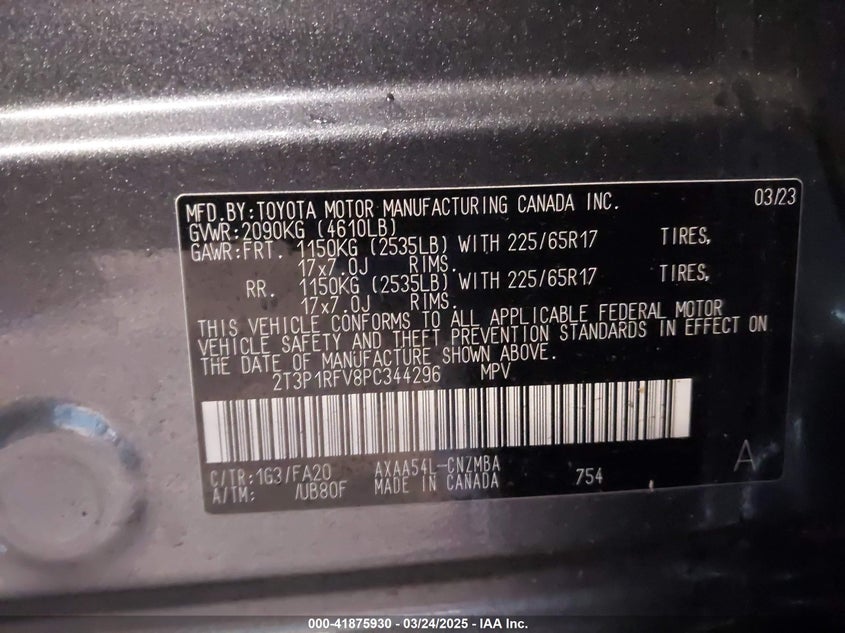 MFD.BY:TOYOTA MOTOR MANUFACTURING CANADA INC. 03/23
GVWR:2090KG (4610LB)
GAWR:FRT. 1150KG (2535LB) WITH 225/65R17 TIRES,
17x7.0J RIMS.
RR. 1150KG (2535LB) WITH 225/65R17 TIRES,
17x7.0J RIMS.
THIS VEHICLE CONFORMS TO ALL APPLICABLE FEDERAL MOTOR
VEHICLE SAFETY AND THEFT PREVENTION STANDARDS IN EFFECT ON
THE DATE OF MANUFACTURE SHOWN ABOVE.
2T3P1RFV8PC344296 MPV
C/TR:1G3/FA20 AXAA54L-CNZMBA A
A/TM: /UB80F MADE IN CANADA 754
000-41875930 - 03/24/2025 - IAA Inc.